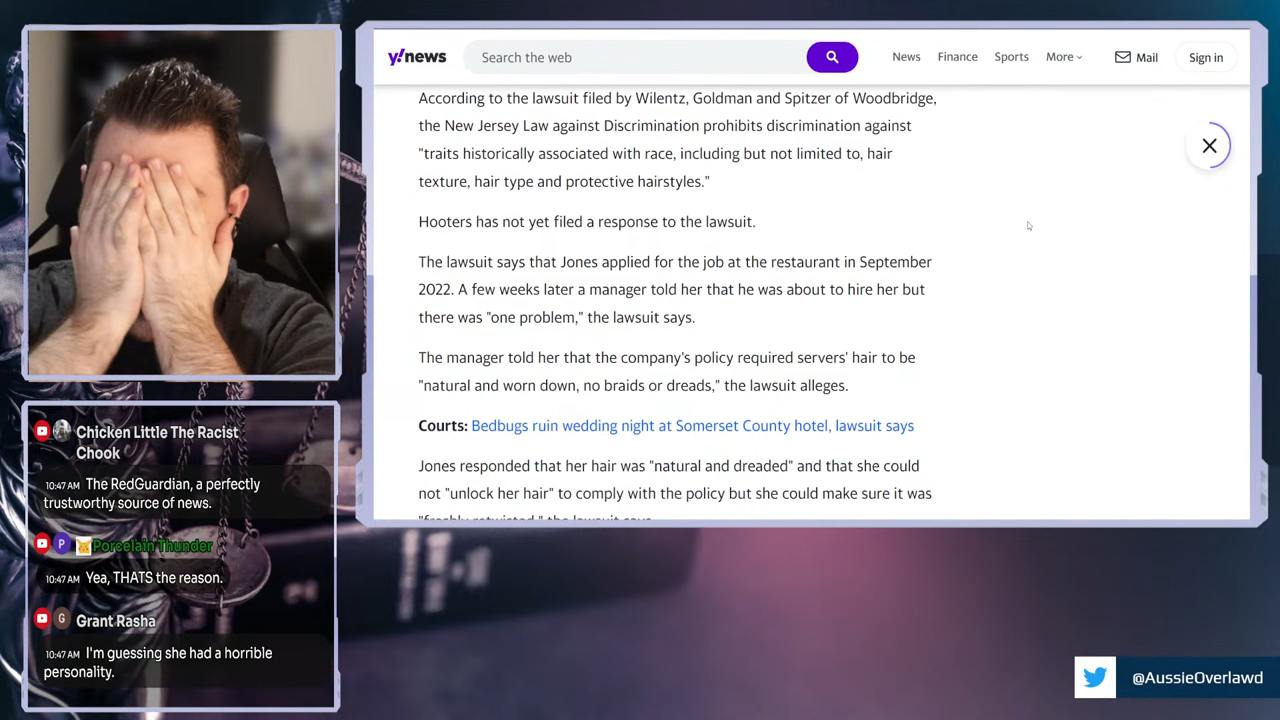 y!news
Search the web
News
Finance
Sports
More
Mail
Sign in
According to the lawsuit filed by Wilentz, Goldman and Spitzer of Woodbridge,
the New Jersey Law against Discrimination prohibits discrimination against
"traits historically associated with race, including but not limited to, hair
texture, hair type and protective hairstyles."
Hooters has not yet filed a response to the lawsuit.
The lawsuit says that Jones applied for the job at the restaurant in September
2022. A few weeks later a manager told her that he was about to hire her but
there was "one problem," the lawsuit says.
The manager told her that the company's policy required servers' hair to be
"natural and worn down, no braids or dreads," the lawsuit alleges.
Courts: Bedbugs ruin wedding night at Somerset County hotel, lawsuit says
Jones responded that her hair was "natural and dreaded" and that she could
not "unlock her hair" to comply with the policy but she could make sure it was
"freshly retwisted," the lawsuit says.
Chicken Little The Racist
Chook
10:47 AM The RedGuardian, a perfectly
trustworthy source of news.
P Porcelain Thunder
10:47 AM Yea, THATS the reason.
G Grant Rasha
10:47 AM I'm guessing she had a horrible
personality.
@AussieOverlawd